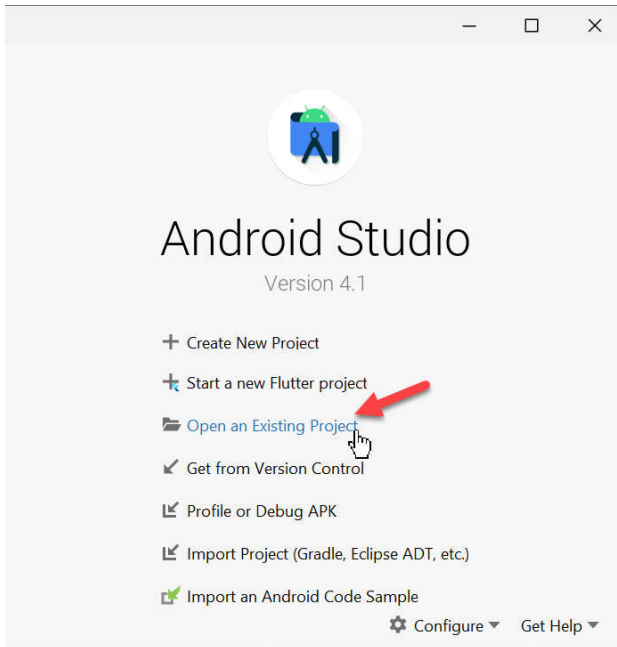 Android Studio
Version 4.1
Create New Project
Start a new Flutter project
Open an Existing Project
Get from Version Control
Profile or Debug APK
Import Project (Gradle, Eclipse ADT, etc.)
Import an Android Code Sample
Configure Get Help